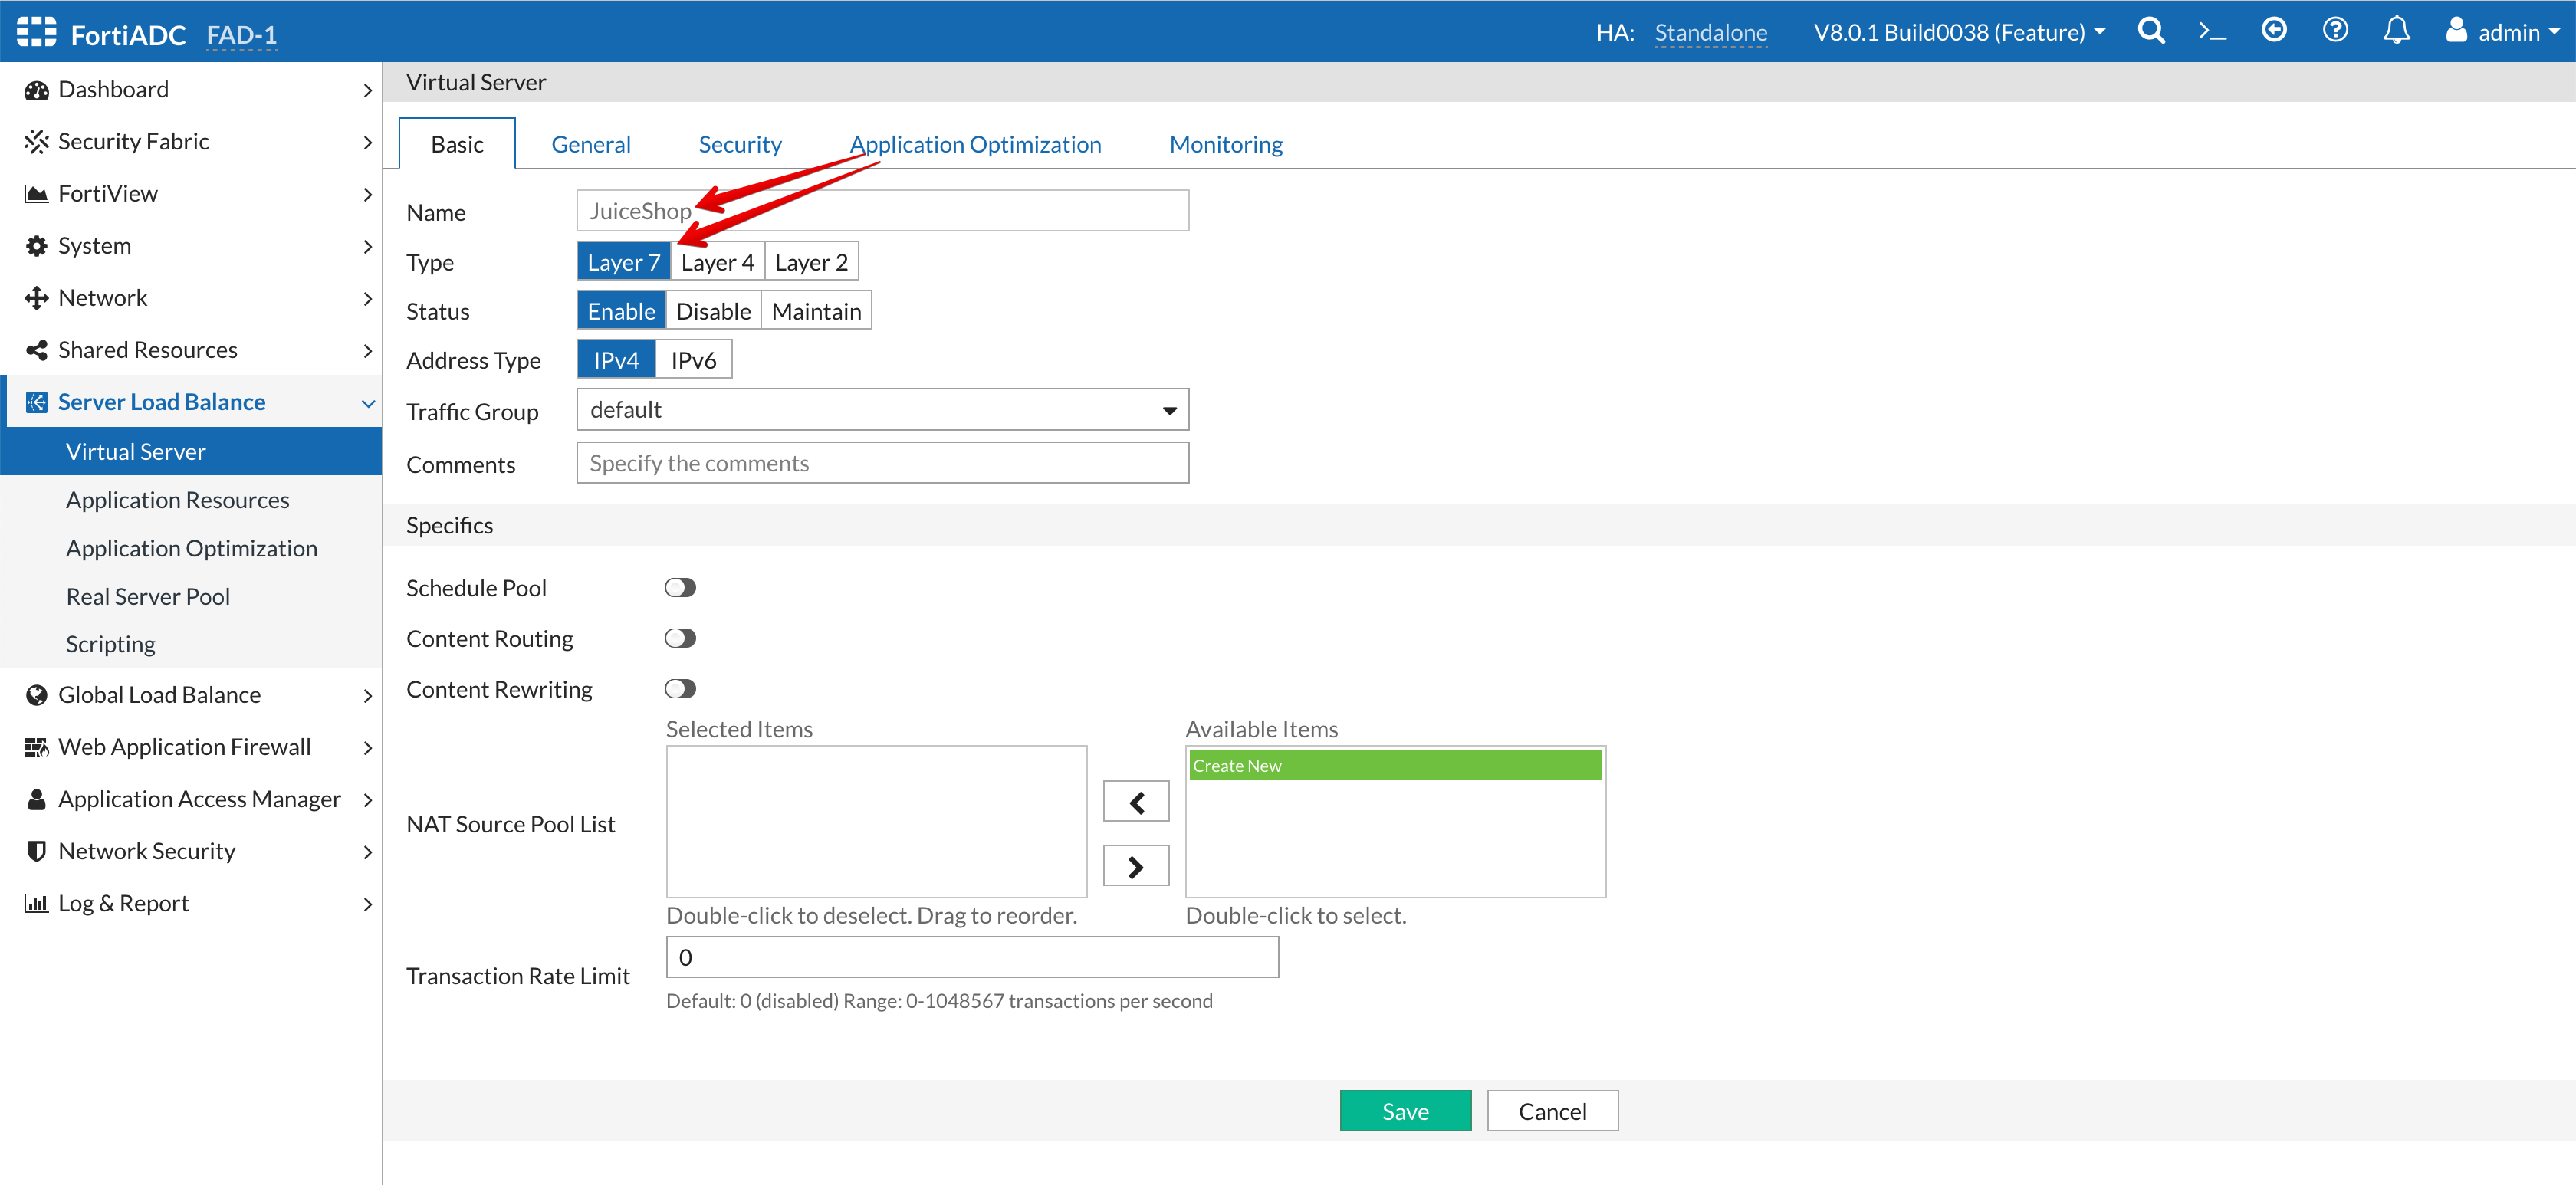 FortiADC FAD-1 HA: Standalone V8.0.1 Build0038 (Feature) admin
Dashboard
Security Fabric
FortiView
System
Network
Shared Resources
Server Load Balance
Virtual Server
Application Resources
Application Optimization
Real Server Pool
Scripting
Global Load Balance
Web Application Firewall
Application Access Manager
Network Security
Log & Report
Virtual Server
Basic General Security Application Optimization Monitoring
Name JuiceShop
Type Layer 7 Layer 4 Layer 2
Status Enable Disable Maintain
Address Type IPv4 IPv6
Traffic Group default
Comments Specify the comments
Specifics
Schedule Pool
Content Routing
Content Rewriting
Selected Items Available Items
Create New
NAT Source Pool List
Double-click to deselect. Drag to reorder. Double-click to select.
Transaction Rate Limit 0
Default: 0 (disabled) Range: 0-1048567 transactions per second
Save Cancel